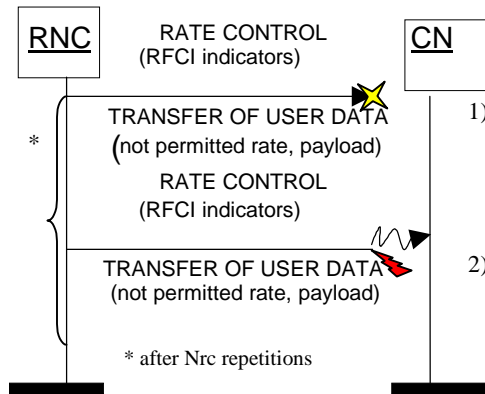 RNC
RATE CONTROL
(RFCI indicators)
CN
TRANSFER OF USER DATA
(not permitted rate, payload)
1)
*
RATE CONTROL
(RFCI indicators)
TRANSFER OF USER DATA
(not permitted rate, payload)
2)
* after Nrc repetitions